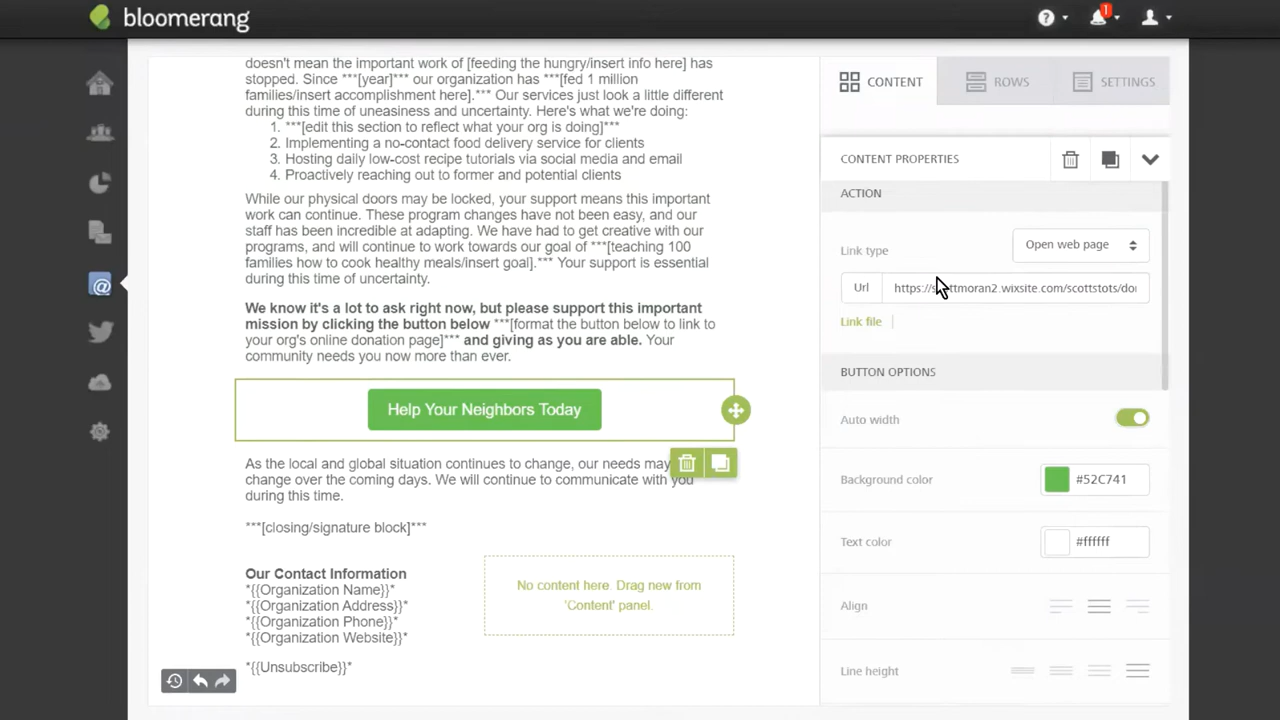 bloomerang
? 1
doesn't mean the important work of [feeding the hungry/insert info here] has
stopped. Since ***[year]*** our organization has ***[fed 1 million
families/insert accomplishment here].*** Our services just look a little different
during this time of uneasiness and uncertainty. Here's what we're doing:
1. ***[edit this section to reflect what your org is doing]***
2. Implementing a no-contact food delivery service for clients
3. Hosting daily low-cost recipe tutorials via social media and email
4. Proactively reaching out to former and potential clients
While our physical doors may be locked, your support means this important
work can continue. These program changes have not been easy, and our
staff has been incredible at adapting. We have had to get creative with our
programs, and will continue to work towards our goal of ***[teaching 100
families how to cook healthy meals/insert goal].*** Your support is essential
during this time of uncertainty.
We know it's a lot to ask right now, but please support this important
mission by clicking the button below ***[format the button below to link to
your org's online donation page]*** and giving as you are able. Your
community needs you now more than ever.
Help Your Neighbors Today
As the local and global situation continues to change, our needs may
change over the coming days. We will continue to communicate with you
during this time.
***[closing/signature block]***
Our Contact Information
*{{Organization Name}}*
*{{Organization Address}}*
*{{Organization Phone}}*
*{{Organization Website}}*
*{{Unsubscribe}}*
No content here. Drag new from
'Content' panel.
CONTENT ROWS SETTINGS
CONTENT PROPERTIES
ACTION
Link type Open web page
Url
Link file
BUTTON OPTIONS
Auto width
Background color #52C741
Text color #ffffff
Align
Line height